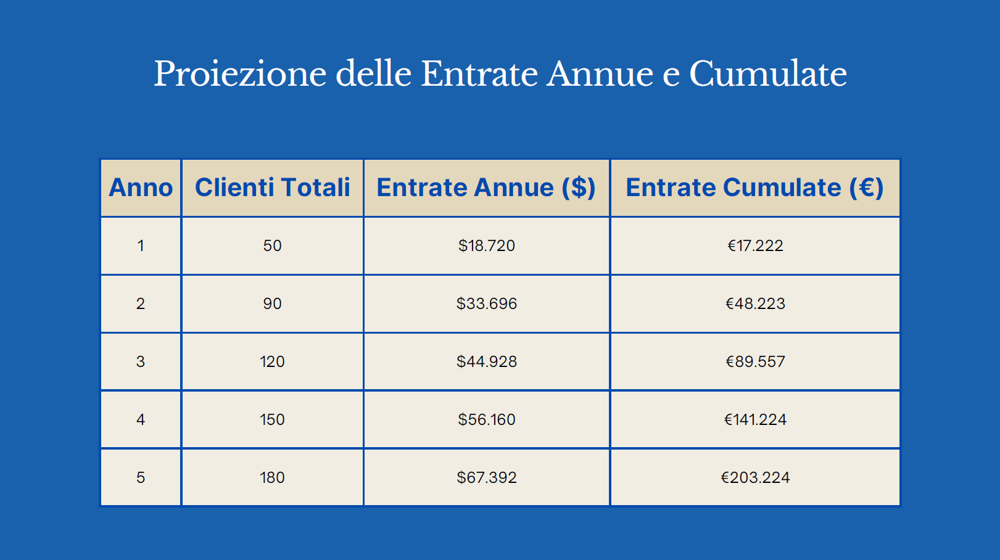 Proiezione delle Entrate Annue e Cumulate
Anno Clienti Totali Entrate Annue ($) Entrate Cumulate (€)
1 50 $18.720 €17.222
2 90 $33.696 €48.223
3 120 $44.928 €89.557
4 150 $56.160 €141.224
5 180 $67.392 €203.224